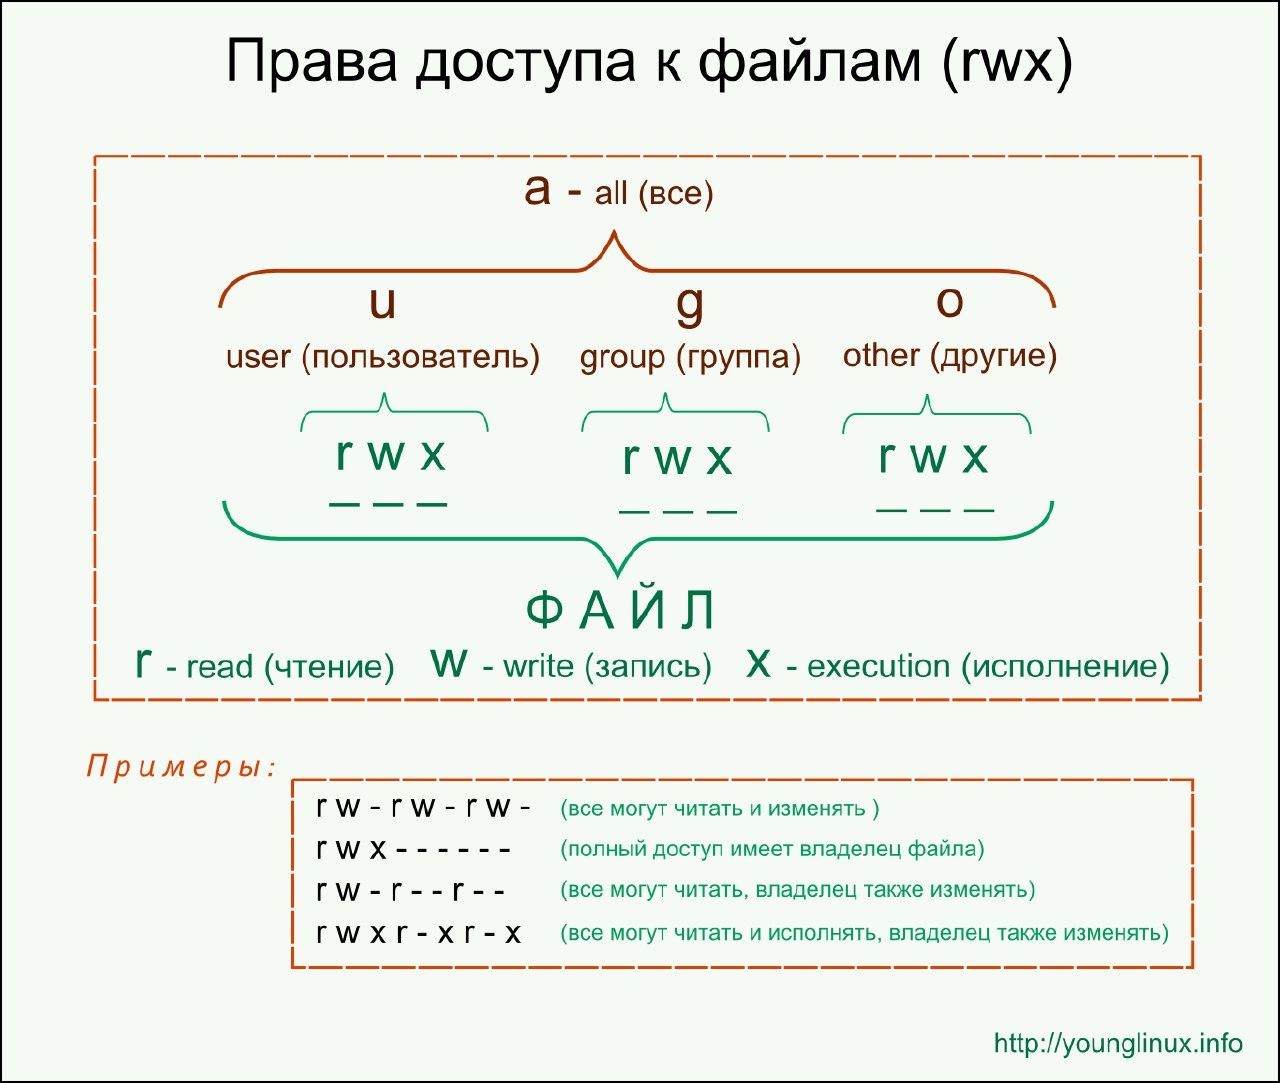 Права доступа к файлам (rwx)
a - all (все)
u g o
user (пользователь) group (группа) other (другие)
r w x r w x r w x
_ _ _ _ _ _ _ _ _
Ф А Й Л
r - read (чтение) w - write (запись) x - execution (исполнение)
Примеры:
r w - r w - r w - (все могут читать и изменять )
r w x - - - - - - (полный доступ имеет владелец файла)
r w - r - - r - - (все могут читать, владелец также изменять)
r w x r - x r - x (все могут читать и исполнять, владелец также изменять)
http://younglinux.info